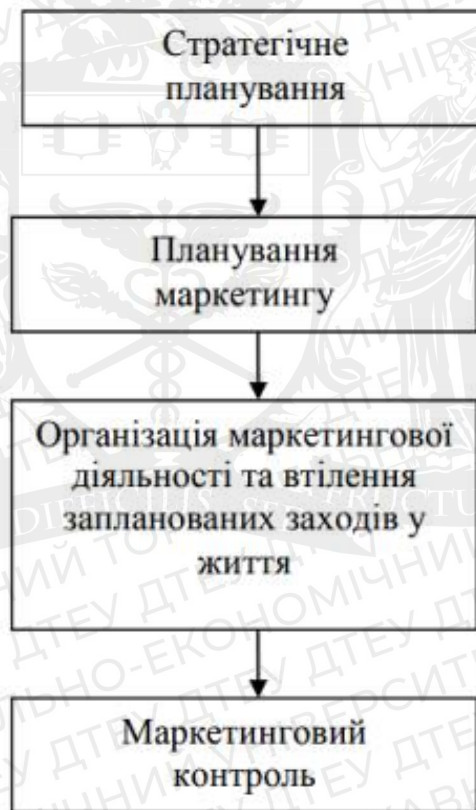 Стратегічне
планування
Планування
маркетингу
Організація маркетингової
діяльності та втілення
запланованих заходів у
життя
Маркетинговий
контроль